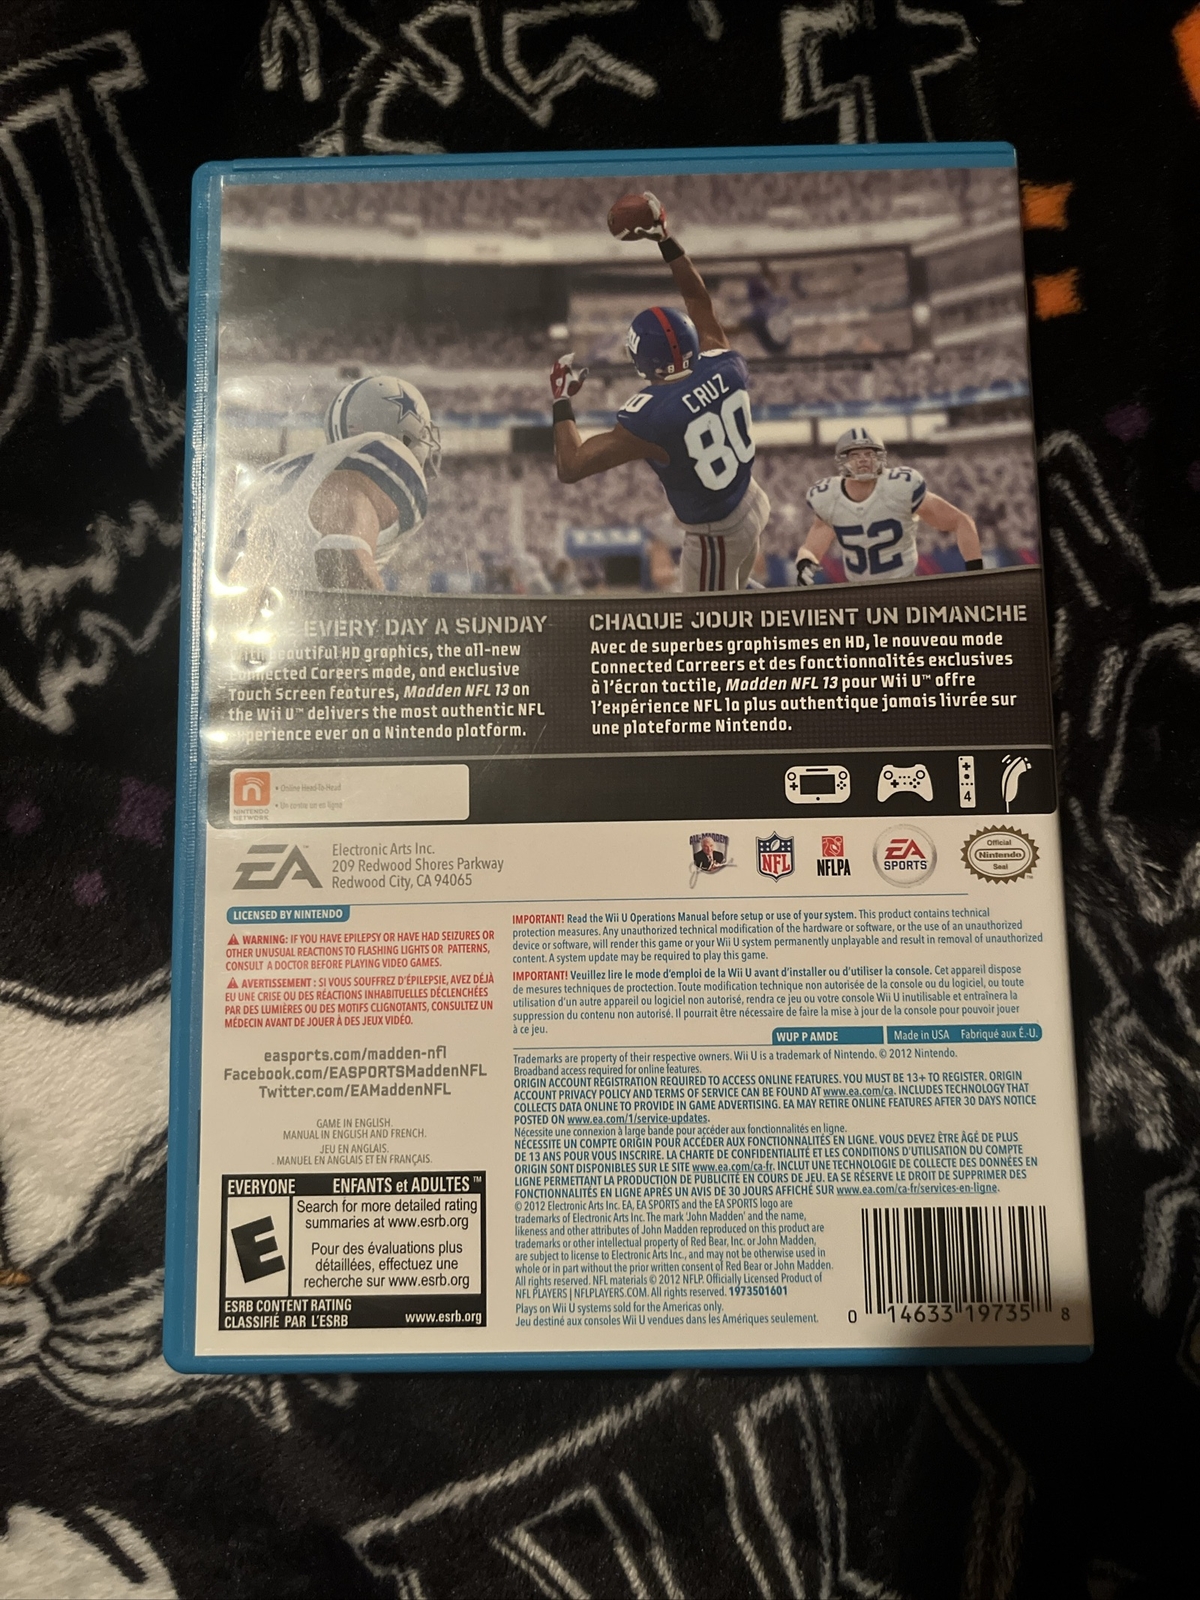 CRUZ
80
80
52
52
EVERY DAY A SUNDAY
With beautiful HD graphics, the all-new
Connected Careers mode, and exclusive
Touch Screen features, Madden NFL 13 on
the Wii U™ delivers the most authentic NFL
experience ever on a Nintendo platform.
CHAQUE JOUR DEVIENT UN DIMANCHE
Avec de superbes graphismes en HD, le nouveau mode
Connected Carreers et des fonctionnalités exclusives
à l'écran tactile, Madden NFL 13 pour Wii U™ offre
l'expérience NFL la plus authentique jamais livrée sur
une plateforme Nintendo.
NINTENDO
NETWORK
• Online Head-To-Head
• Un contre un en ligne
4
EA
Electronic Arts Inc.
209 Redwood Shores Parkway
Redwood City, CA 94065
ALL-MADDEN
NFL
NFLPA
EA
SPORTS
Official
Nintendo
Seal
LICENSED BY NINTENDO
WARNING: IF YOU HAVE EPILEPSY OR HAVE HAD SEIZURES OR
OTHER UNUSUAL REACTIONS TO FLASHING LIGHTS OR PATTERNS,
CONSULT A DOCTOR BEFORE PLAYING VIDEO GAMES.
AVERTISSEMENT : SI VOUS SOUFFREZ D'ÉPILEPSIE, AVEZ DÉJÀ
EU UNE CRISE OU DES RÉACTIONS INHABITUELLES DÉCLENCHÉES
PAR DES LUMIÈRES OU DES MOTIFS CLIGNOTANTS, CONSULTEZ UN
MÉDECIN AVANT DE JOUER À DES JEUX VIDÉO.
easports.com/madden-nfl
Facebook.com/EASPORTSMaddenNFL
Twitter.com/EAMaddenNFL
GAME IN ENGLISH.
MANUAL IN ENGLISH AND FRENCH.
JEU EN ANGLAIS.
MANUEL EN ANGLAIS ET EN FRANÇAIS.
EVERYONE ENFANTS et ADULTES™
E
Search for more detailed rating
summaries at www.esrb.org
Pour des évaluations plus
détaillées, effectuez une
recherche sur www.esrb.org
ESRB CONTENT RATING
CLASSIFIÉ PAR L'ESRB
www.esrb.org
IMPORTANT! Read the Wii U Operations Manual before setup or use of your system. This product contains technical
protection measures. Any unauthorized technical modification of the hardware or software, or the use of an unauthorized
device or software, will render this game or your Wii U system permanently unplayable and result in removal of unauthorized
content. A system update may be required to play this game.
IMPORTANT! Veuillez lire le mode d'emploi de la Wii U avant d'installer ou d'utiliser la console. Cet appareil dispose
de mesures techniques de proctection. Toute modification technique non autorisée de la console ou du logiciel, ou toute
utilisation d'un autre appareil ou logiciel non autorisé, rendra ce jeu ou votre console Wii U inutilisable et entraînera la
suppression du contenu non autorisé. Il pourrait être nécessaire de faire la mise à jour de la console pour pouvoir jouer
à ce jeu.
WUP P AMDE
Made in USA Fabriqué aux É.-U.
Trademarks are property of their respective owners. Wii U is a trademark of Nintendo. © 2012 Nintendo.
Broadband access required for online features.
ORIGIN ACCOUNT REGISTRATION REQUIRED TO ACCESS ONLINE FEATURES. YOU MUST BE 13+ TO REGISTER. ORIGIN
ACCOUNT PRIVACY POLICY AND TERMS OF SERVICE CAN BE FOUND AT www.ea.com/ca. INCLUDES TECHNOLOGY THAT
COLLECTS DATA ONLINE TO PROVIDE IN GAME ADVERTISING. EA MAY RETIRE ONLINE FEATURES AFTER 30 DAYS NOTICE
POSTED ON www.ea.com/1/service-updates.
Nécessite une connexion à large bande pour accéder aux fonctionnalités en ligne.
NÉCESSITE UN COMPTE ORIGIN POUR ACCÉDER AUX FONCTIONNALITÉS EN LIGNE. VOUS DEVEZ ÊTRE ÂGÉ DE PLUS
DE 13 ANS POUR VOUS INSCRIRE. LA CHARTE DE CONFIDENTIALITÉ ET LES CONDITIONS D'UTILISATION DU COMPTE
ORIGIN SONT DISPONIBLES SUR LE SITE www.ea.com/ca-fr. INCLUT UNE TECHNOLOGIE DE COLLECTE DES DONNÉES EN
LIGNE PERMETTANT LA PRODUCTION DE PUBLICITÉ EN COURS DE JEU. EA SE RÉSERVE LE DROIT DE SUPPRIMER DES
FONCTIONNALITÉS EN LIGNE APRÈS UN AVIS DE 30 JOURS AFFICHÉ SUR www.ea.com/ca-fr/services-en-ligne.
© 2012 Electronic Arts Inc. EA, EA SPORTS and the EA SPORTS logo are
trademarks of Electronic Arts Inc. The mark 'John Madden' and the name,
likeness and other attributes of John Madden reproduced on this product are
trademarks or other intellectual property of Red Bear, Inc. or John Madden,
are subject to license to Electronic Arts Inc., and may not be otherwise used in
whole or in part without the prior written consent of Red Bear or John Madden.
All rights reserved. NFL materials © 2012 NFLP. Officially Licensed Product of
NFL PLAYERS | NFLPLAYERS.COM. All rights reserved. 1973501601
Plays on Wii U systems sold for the Americas only.
Jeu destiné aux consoles Wii U vendues dans les Amériques seulement.
0 14633 19735 8